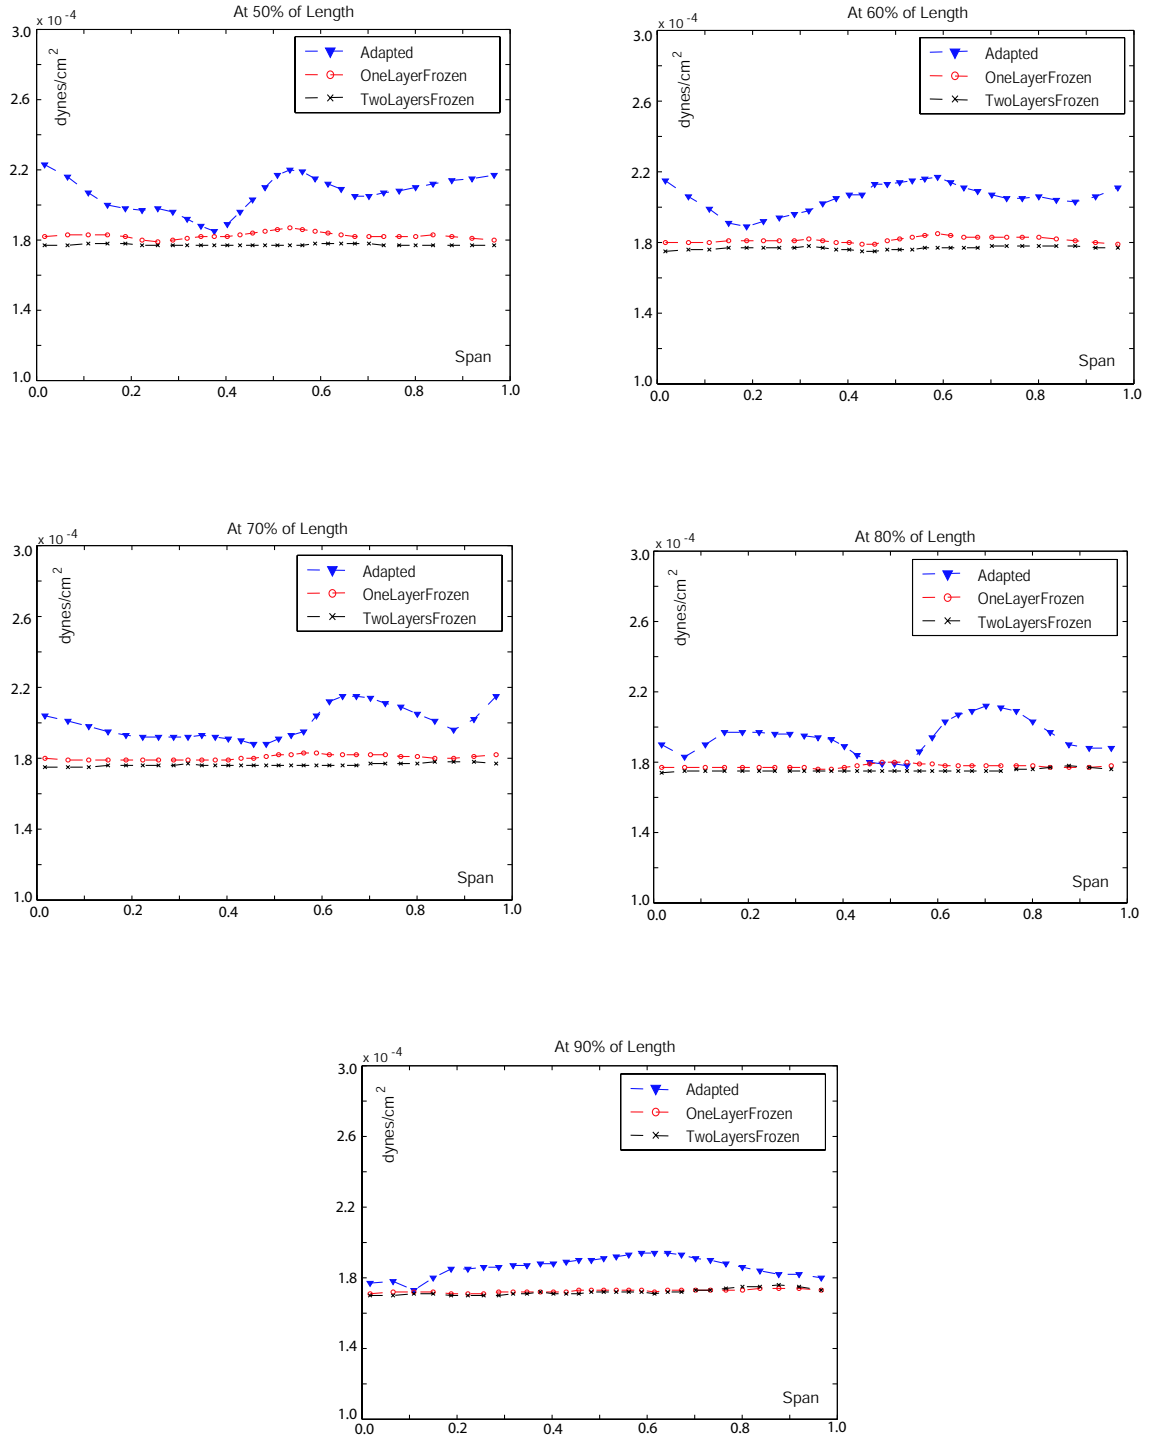 At 50% of Length
x 10 -4
3.0
2.6
2.2
1.8
1.4
1.0
dynes/cm 2
Adapted
OneLayerFrozen
TwoLayersFrozen
Span
0.0 0.2 0.4 0.6 0.8 1.0
At 60% of Length
x 10 -4
3.0
2.6
2.2
1.8
1.4
1.0
dynes/cm 2
Adapted
OneLayerFrozen
TwoLayersFrozen
Span
0.0 0.2 0.4 0.6 0.8 1.0
At 70% of Length
x 10 -4
3.0
2.6
2.2
1.8
1.4
1.0
dynes/cm 2
Adapted
OneLayerFrozen
TwoLayersFrozen
Span
0.0 0.2 0.4 0.6 0.8 1.0
At 80% of Length
x 10 -4
3.0
2.6
2.2
1.8
1.4
1.0
dynes/cm 2
Adapted
OneLayerFrozen
TwoLayersFrozen
Span
0.0 0.2 0.4 0.6 0.8 1.0
At 90% of Length
x 10 -4
3.0
2.6
2.2
1.8
1.4
1.0
dynes/cm 2
Adapted
OneLayerFrozen
TwoLayersFrozen
Span
0.0 0.2 0.4 0.6 0.8 1.0